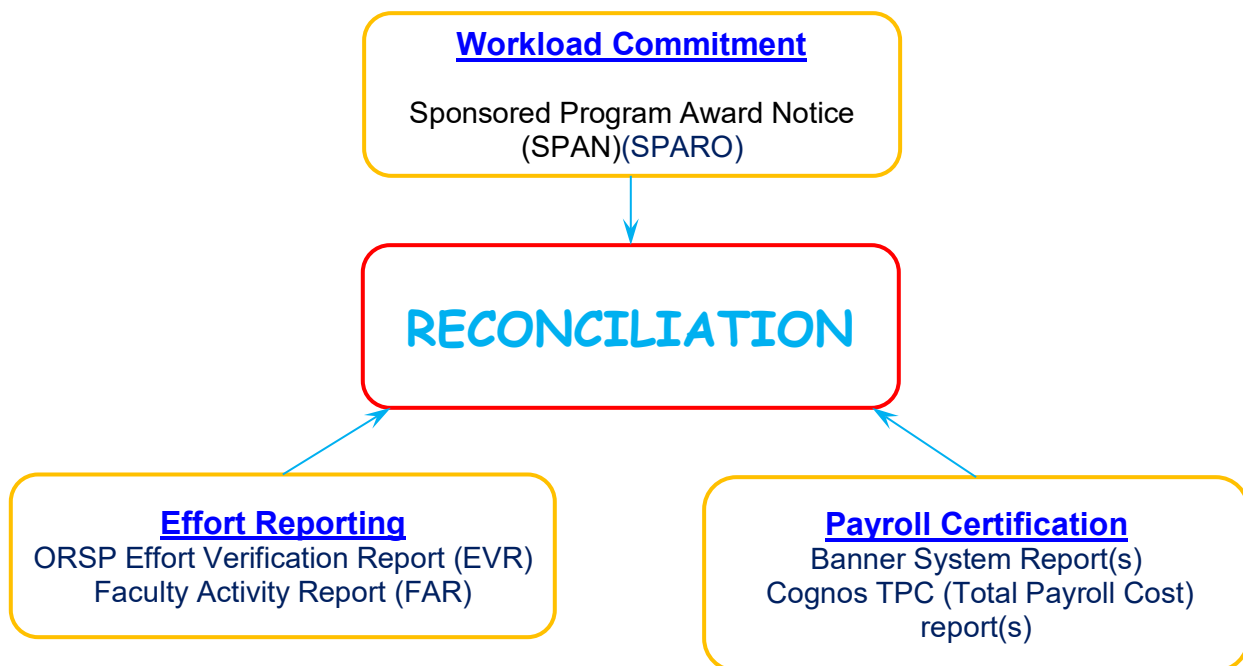 Workload Commitment
Sponsored Program Award Notice
(SPAN)(SPARO)
RECONCILIATION
Effort Reporting
ORSP Effort Verification Report (EVR)
Faculty Activity Report (FAR)
Payroll Certification
Banner System Report(s)
Cognos TPC (Total Payroll Cost)
report(s)